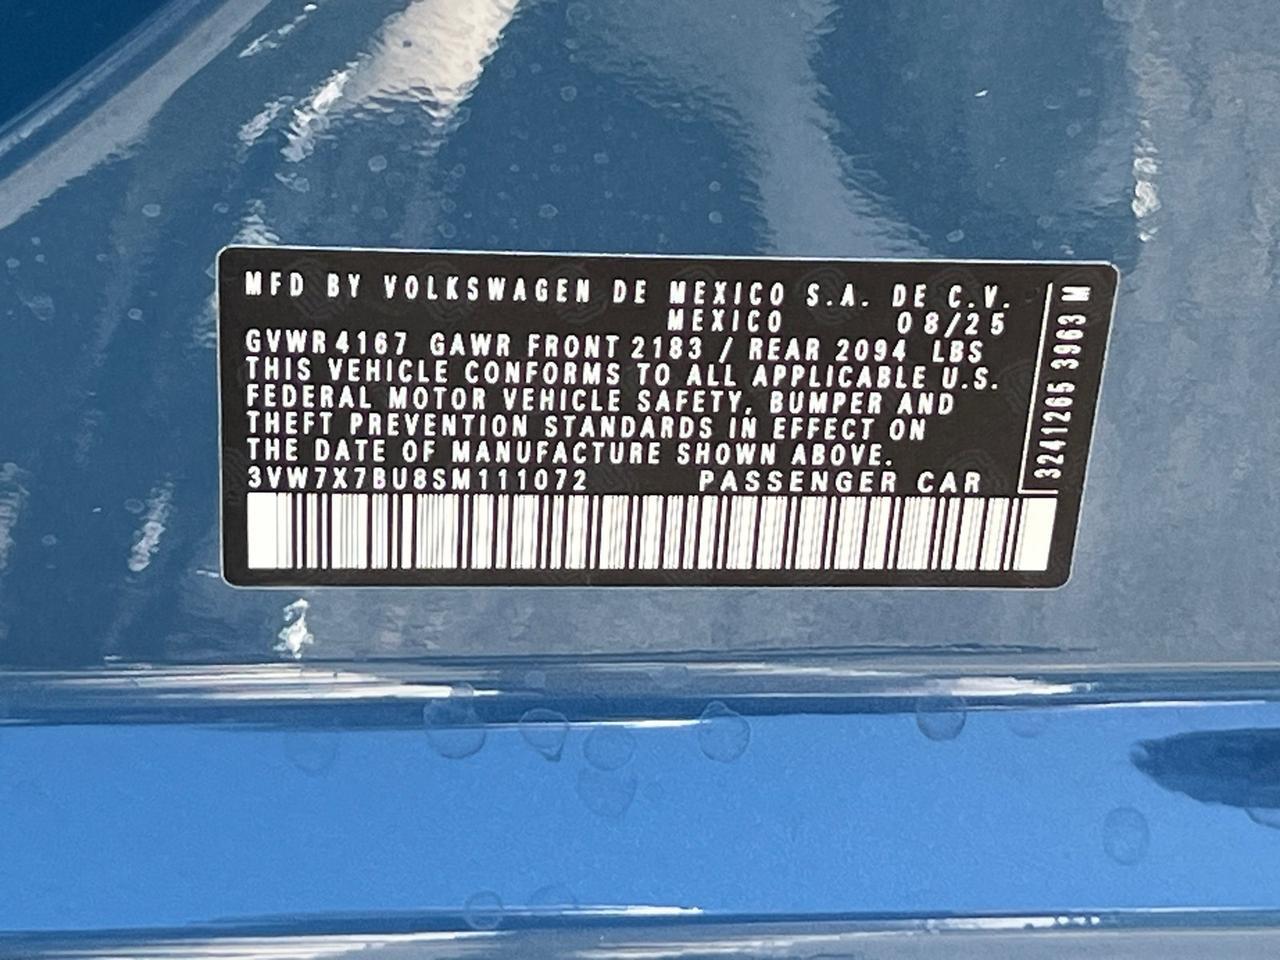 MFD BY VOLKSWAGEN DE MEXICO S.A. DE C.V.
MEXICO 08/25
GVWR 4167 GAWR FRONT 2183 / REAR 2094 LBS
THIS VEHICLE CONFORMS TO ALL APPLICABLE U.S.
FEDERAL MOTOR VEHICLE SAFETY, BUMPER AND
THEFT PREVENTION STANDARDS IN EFFECT ON
THE DATE OF MANUFACTURE SHOWN ABOVE.
3VW7X7BU8SM111072 PASSENGER CAR
3241265 3963 M